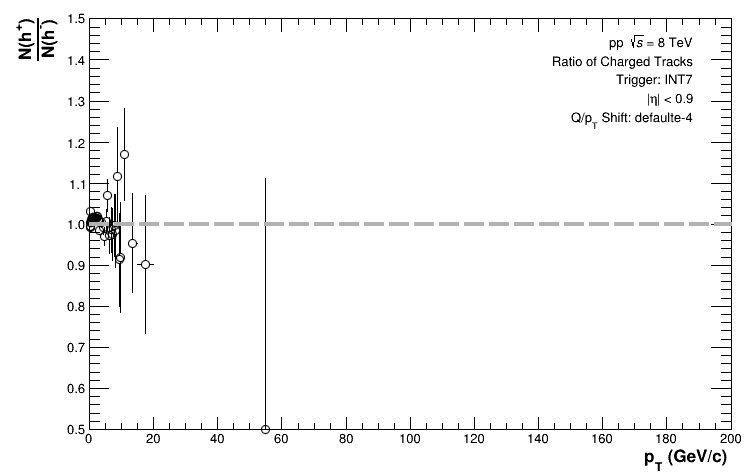 N(h⁺)
N(h⁻)
1.5
1.4
1.3
1.2
1.1
1.0
0.9
0.8
0.7
0.6
0.5
pp √s = 8 TeV
Ratio of Charged Tracks
Trigger: INT7
|η| < 0.9
Q/p_T Shift: defaulte-4
0 20 40 60 80 100 120 140 160 180 200
p_T (GeV/c)